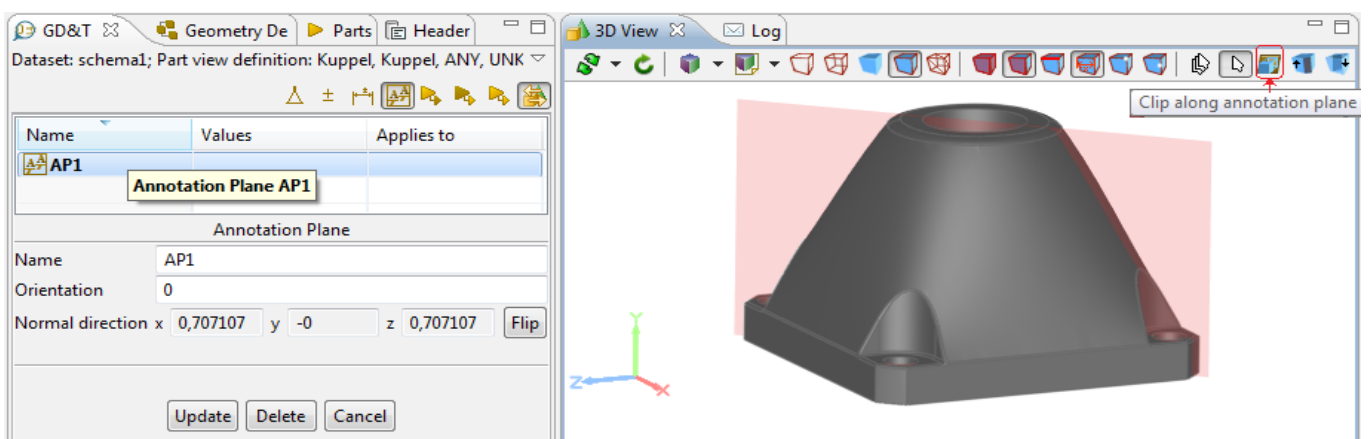 GD&T Geometry De Parts Header
Dataset: schema1; Part view definition: Kuppel, Kuppel, ANY, UNK
Name Values Applies to
AP1
Annotation Plane AP1
Annotation Plane
Name AP1
Orientation 0
Normal direction x 0,707107 y -0 z 0,707107 Flip
Update Delete Cancel
3D View Log
Clip along annotation plane
Y
Z
X